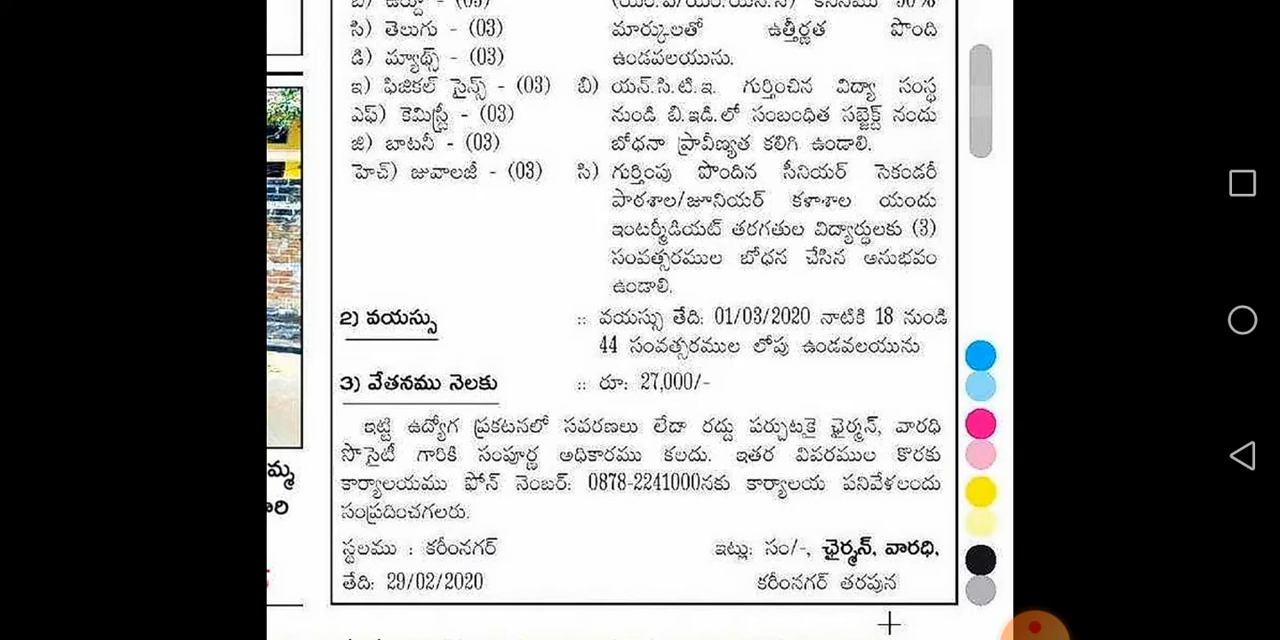 సి) తెలుగు - (03)
డి) మ్యాథ్స్ - (03)
ఇ) ఫిజికల్ సైన్స్ - (03)
ఎఫ్) కెమిస్ట్రీ - (03)
జి) బాటనీ - (03)
హెచ్) జువాలజీ - (03)
మార్కులతో ఉత్తీర్ణత పొంది
ఉండవలయును.
బి) యన్.సి.టి.ఇ. గుర్తించిన విద్యా సంస్థ
నుండి బి.ఇడి.లో సంబంధిత సబ్జెక్ట్ నందు
బోధనా ప్రావీణ్యత కలిగి ఉండాలి.
సి) గుర్తింపు పొందిన సీనియర్ సెకండరీ
పాఠశాల/జూనియర్ కళాశాల యందు
ఇంటర్మీడియట్ తరగతుల విద్యార్థులకు (3)
సంవత్సరముల బోధన చేసిన అనుభవం
ఉండాలి.
2) వయస్సు :: వయస్సు తేది: 01/03/2020 నాటికి 18 నుండి
44 సంవత్సరముల లోపు ఉండవలయును
3) వేతనము నెలకు :: రూ: 27,000/-
ఇట్టి ఉద్యోగ ప్రకటనలో సవరణలు లేదా రద్దు పర్చుటకై ఛైర్మన్, వారధి
సొసైటీ గారికి సంపూర్ణ అధికారము కలదు. ఇతర వివరముల కొరకు
కార్యాలయము ఫోన్ నెంబర్: 0878-2241000నకు కార్యాలయ పనివేళలందు
సంప్రదించగలరు.
స్థలము : కరీంనగర్ ఇట్లు: సం/-, ఛైర్మన్, వారధి,
తేది: 29/02/2020 కరీంనగర్ తరపున